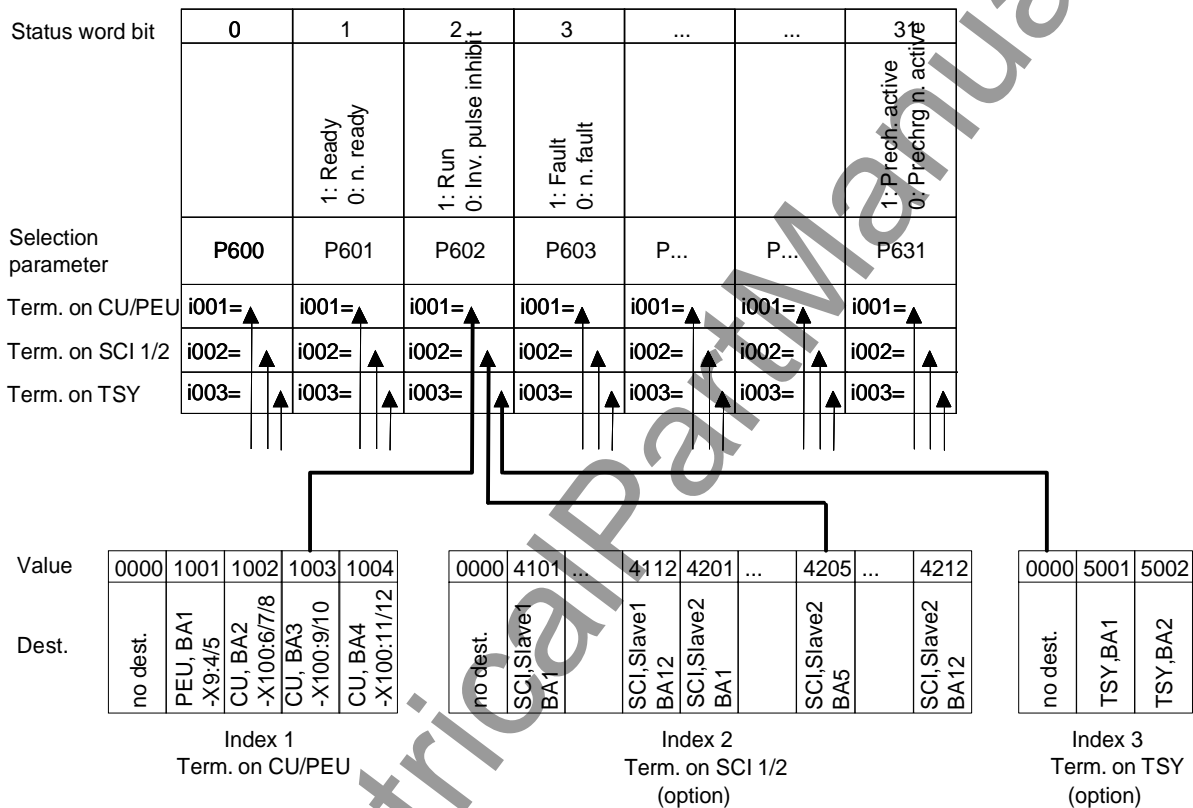 Status word bit 0 1 2 3 ... ... 31
1: Ready
0: n. ready
1: Run
0: Inv. pulse inhibit
1: Fault
0: n. fault
1: Prech. active
0: Prechrg n. active
Selection
parameter
P600 P601 P602 P603 P... P... P631
Term. on CU/PEU i001= i001= i001= i001= i001= i001= i001=
Term. on SCI 1/2 i002= i002= i002= i002= i002= i002= i002=
Term. on TSY i003= i003= i003= i003= i003= i003= i003=
Value 0000 1001 1002 1003 1004 0000 4101 ... 4112 4201 ... 4205 ... 4212 0000 5001 5002
Dest.
no dest.
PEU, BA1
-X9:4/5
CU, BA2
-X100:6/7/8
CU, BA3
-X100:9/10
CU, BA4
-X100:11/12
no dest.
SCI,Slave1
BA1
SCI,Slave1
BA12
SCI,Slave2
BA1
SCI,Slave2
BA5
SCI,Slave2
BA12
no dest.
TSY,BA1
TSY,BA2
Index 1
Term. on CU/PEU
Index 2
Term. on SCI 1/2
(option)
Index 3
Term. on TSY
(option)